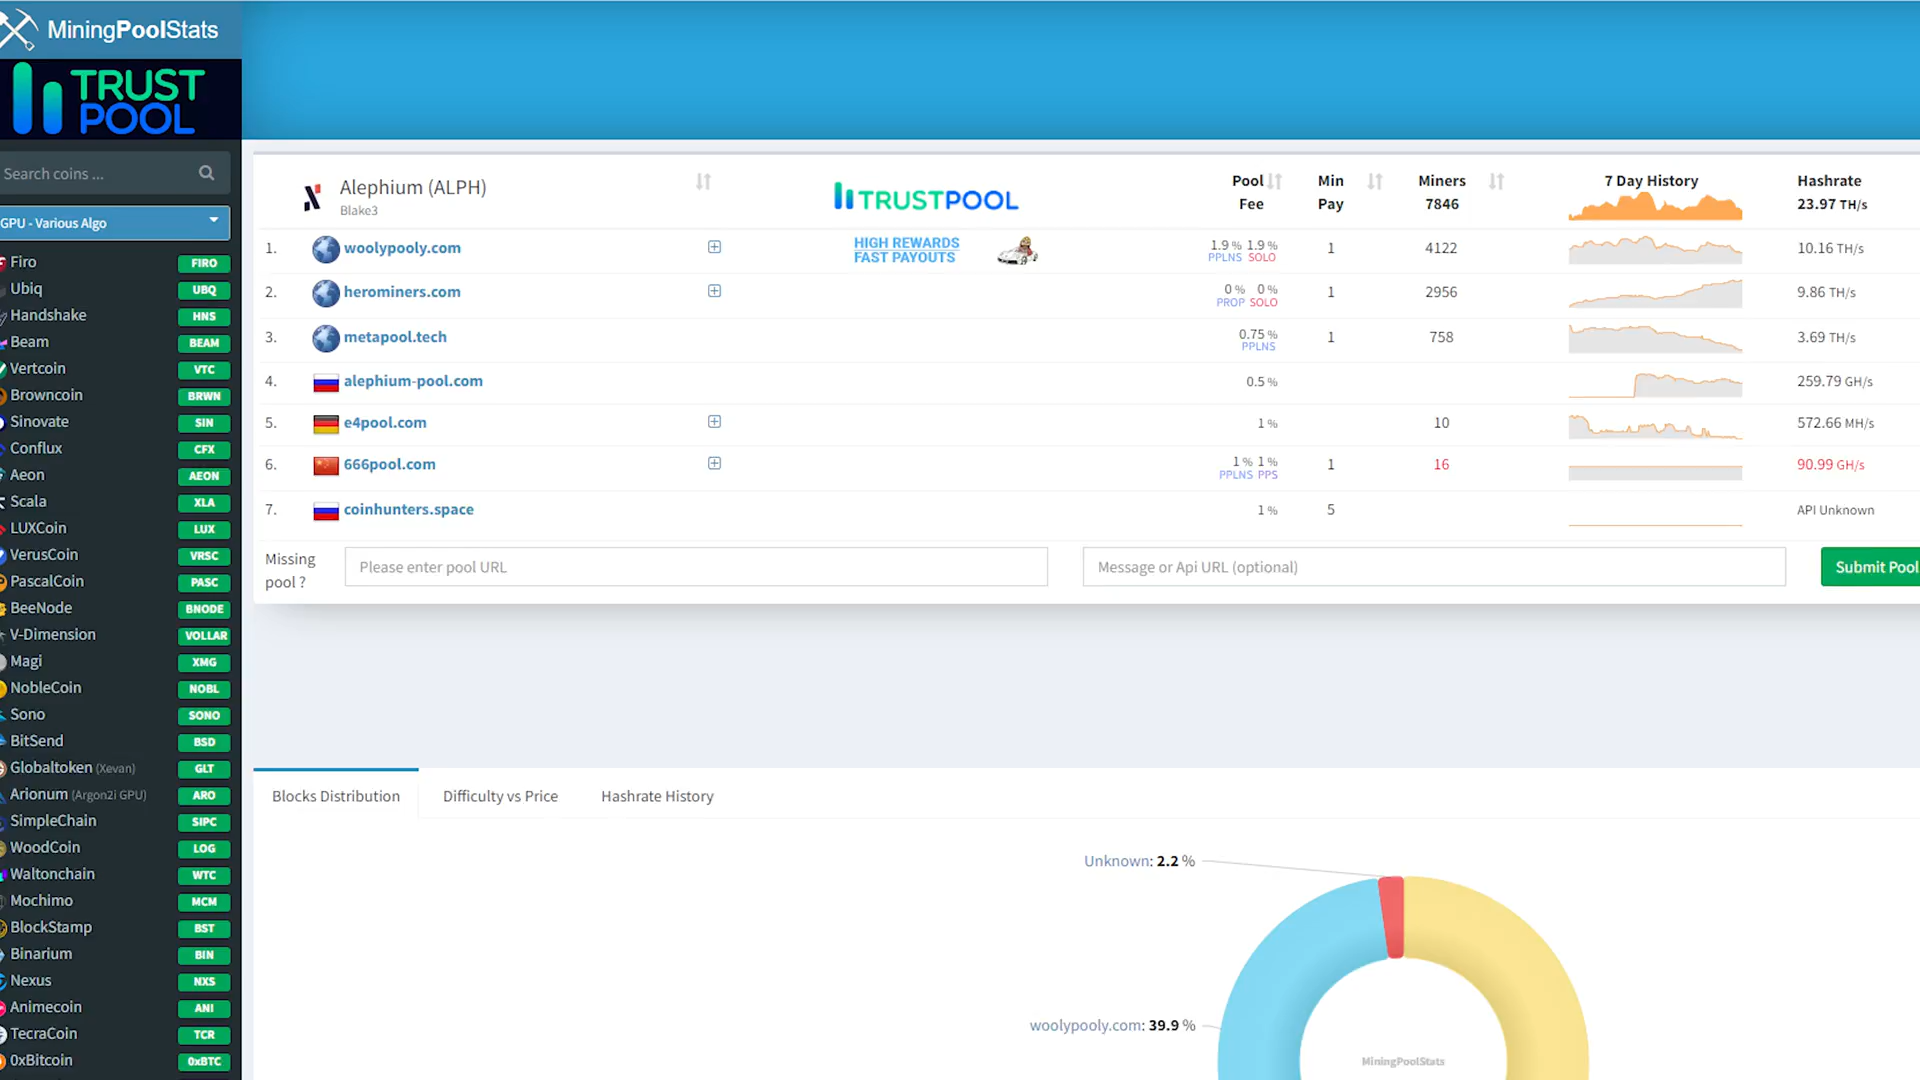 MiningPoolStats
TRUST
POOL
Search coins ...
GPU - Various Algo
Firo FIRO
Ubiq UBQ
Handshake HNS
Beam BEAM
Vertcoin VTC
Browncoin BRWN
Sinovate SIN
Conflux CFX
Aeon AEON
Scala XLA
LUXCoin LUX
VerusCoin VRSC
PascalCoin PASC
BeeNode BNODE
V-Dimension VOLLAR
Magi XMG
NobleCoin NOBL
Sono SONO
BitSend BSD
Globaltoken (Xevan) GLT
Arionum (Argon2i GPU) ARO
SimpleChain SIPC
WoodCoin LOG
Waltonchain WTC
Mochimo MCM
BlockStamp BST
Binarium BIN
Nexus NXS
Animecoin ANI
TecraCoin TCR
0xBitcoin 0xBTC
Alephium (ALPH)
Blake3
TRUSTPOOL
Pool
Fee
Min
Pay
Miners
7846
7 Day History
Hashrate
23.97 TH/s
1. woolypooly.com
HIGH REWARDS
FAST PAYOUTS
1.9 % 1.9 %
PPLNS SOLO
1 4122 10.16 TH/s
2. herominers.com
0 % 0 %
PROP SOLO
1 2956 9.86 TH/s
3. metapool.tech
0.75 %
PPLNS
1 758 3.69 TH/s
4. alephium-pool.com 0.5 % 259.79 GH/s
5. e4pool.com 1 % 10 572.66 MH/s
6. 666pool.com
1 % 1 %
PPLNS PPS
1 16 90.99 GH/s
7. coinhunters.space 1 % 5 API Unknown
Missing
pool ?
Please enter pool URL
Message or Api URL (optional)
Submit Pool
Blocks Distribution Difficulty vs Price Hashrate History
Unknown: 2.2 %
woolypooly.com: 39.9 %
MiningPoolStats